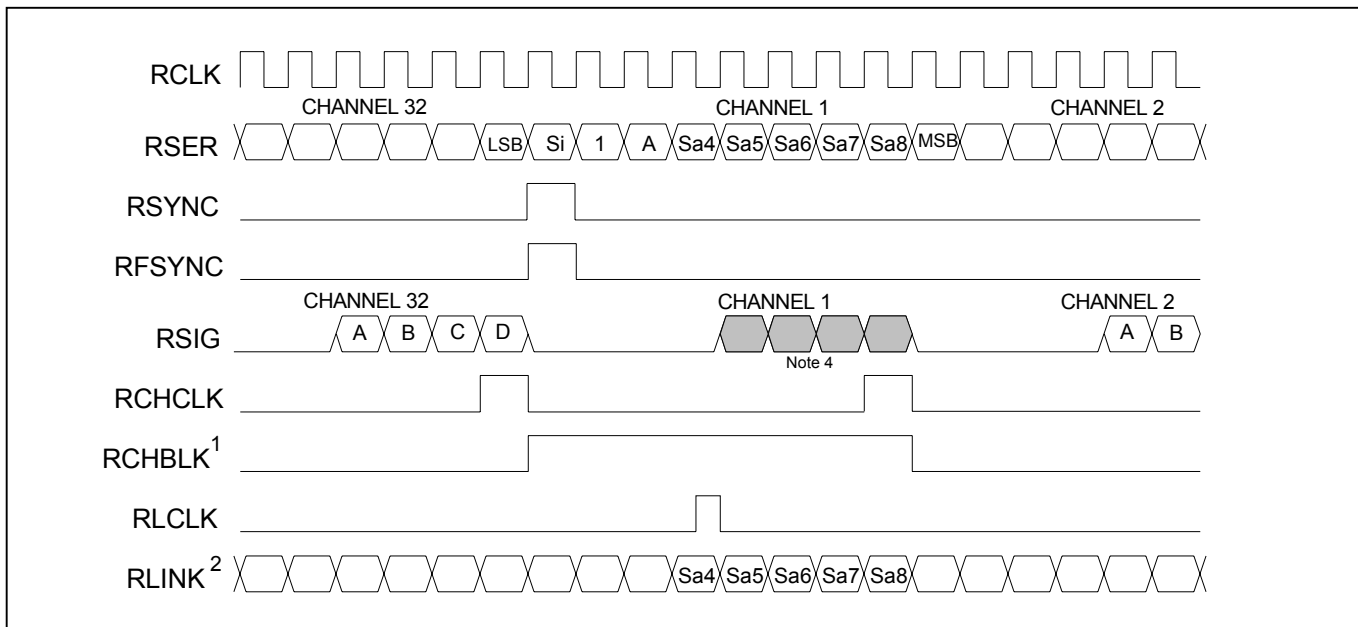 RCLK
CHANNEL 32 CHANNEL 1 CHANNEL 2
RSER LSB Si 1 A Sa4 Sa5 Sa6 Sa7 Sa8 MSB
RSYNC
RFSYNC
CHANNEL 32 CHANNEL 1 CHANNEL 2
RSIG A B C D A B
Note 4
RCHCLK
RCHBLK1
RLCLK
RLINK2 Sa4 Sa5 Sa6 Sa7 Sa8